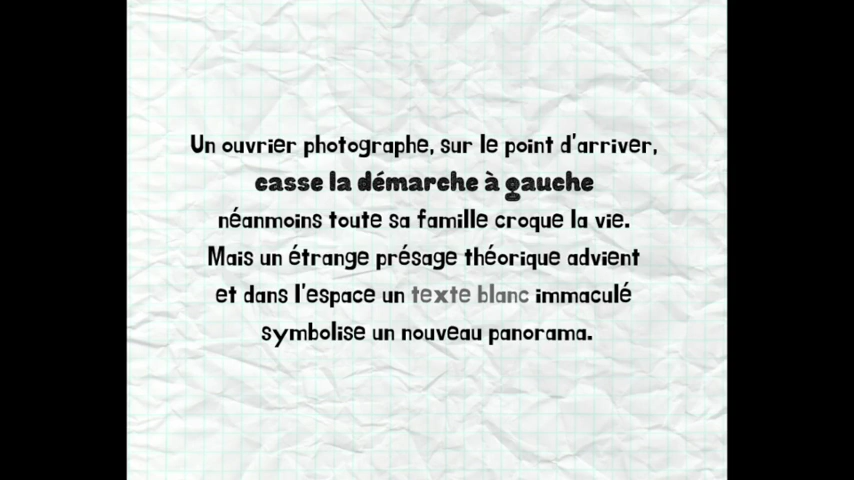 Un ouvrier photographe, sur le point d'arriver,
casse la démarche à gauche
néanmoins toute sa famille croque la vie.
Mais un étrange présage théorique advient
et dans l'espace un texte blanc immaculé
symbolise un nouveau panorama.